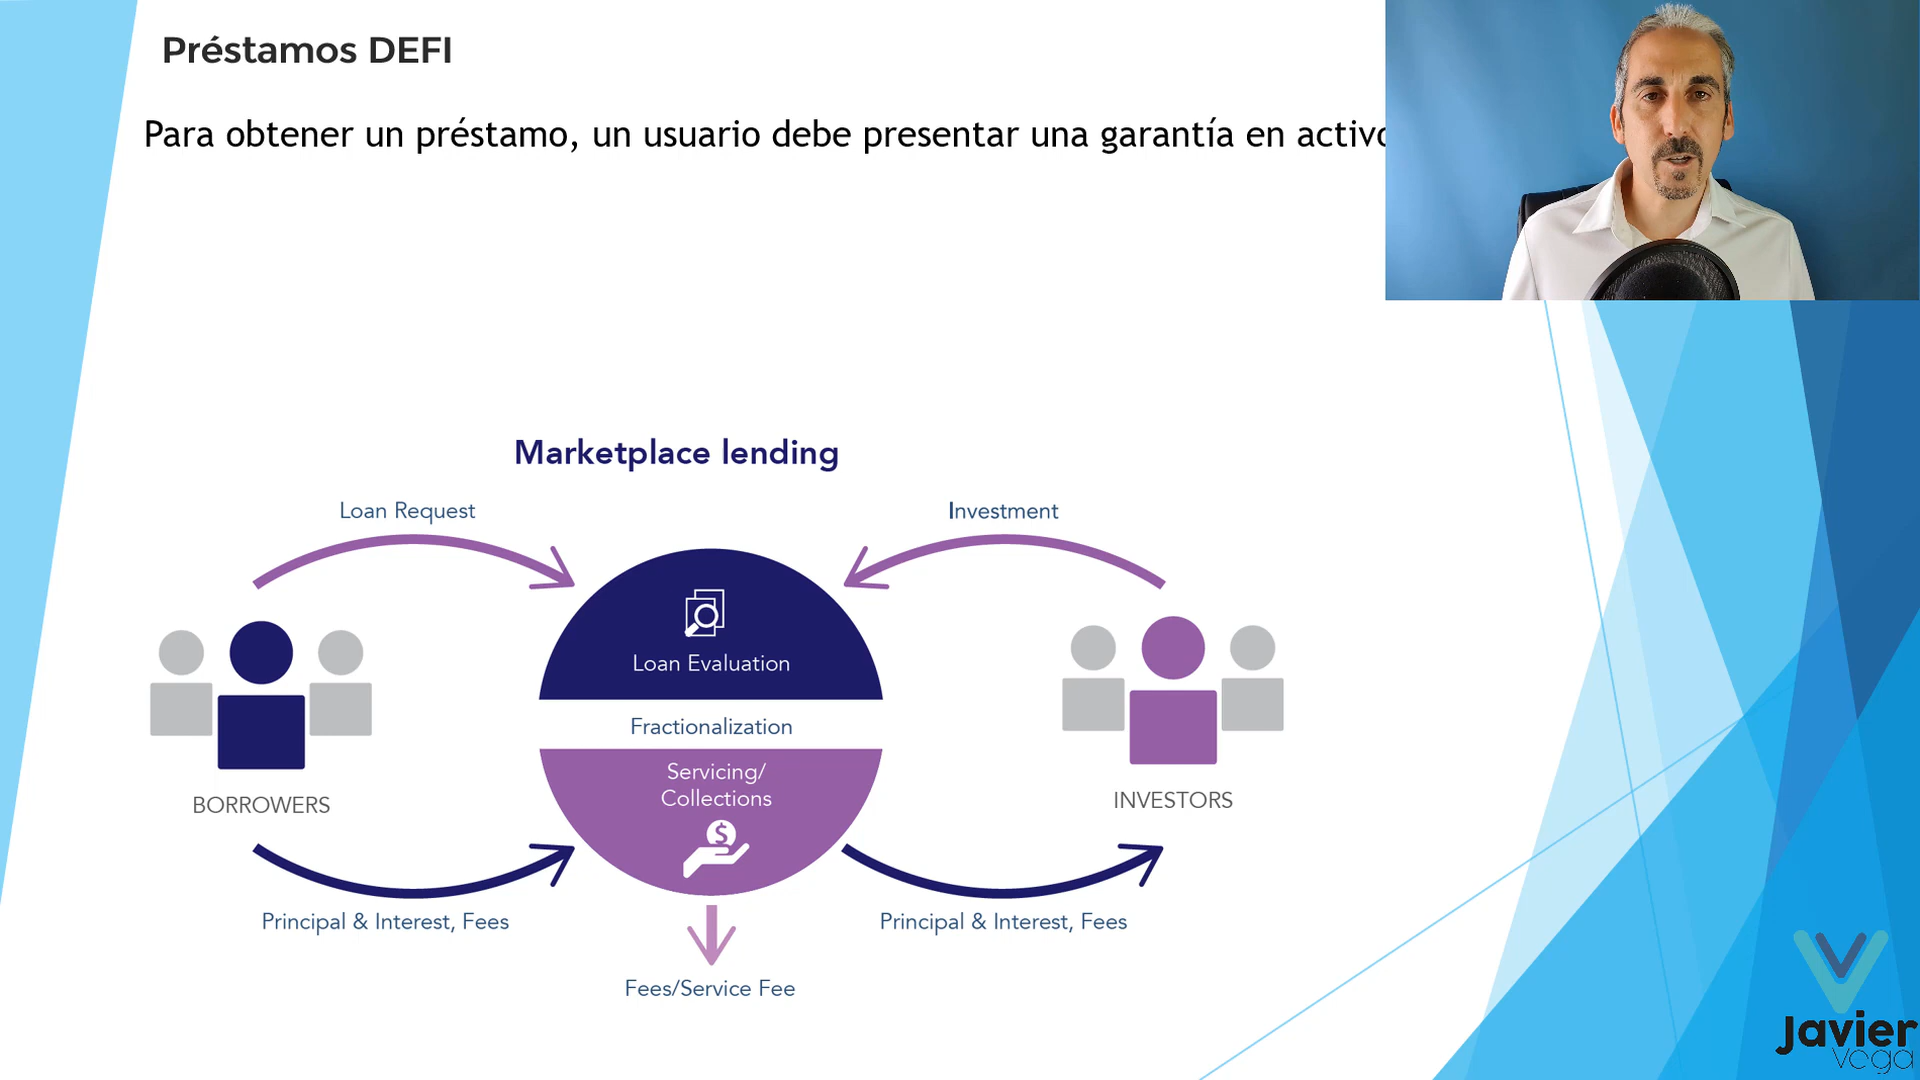 Préstamos DEFI
Para obtener un préstamo, un usuario debe presentar una garantía en activo
Marketplace lending
Loan Request
Investment
Loan Evaluation
Fractionalization
Servicing/
Collections
BORROWERS
INVESTORS
Principal & Interest, Fees
Principal & Interest, Fees
Fees/Service Fee
Javier
vega